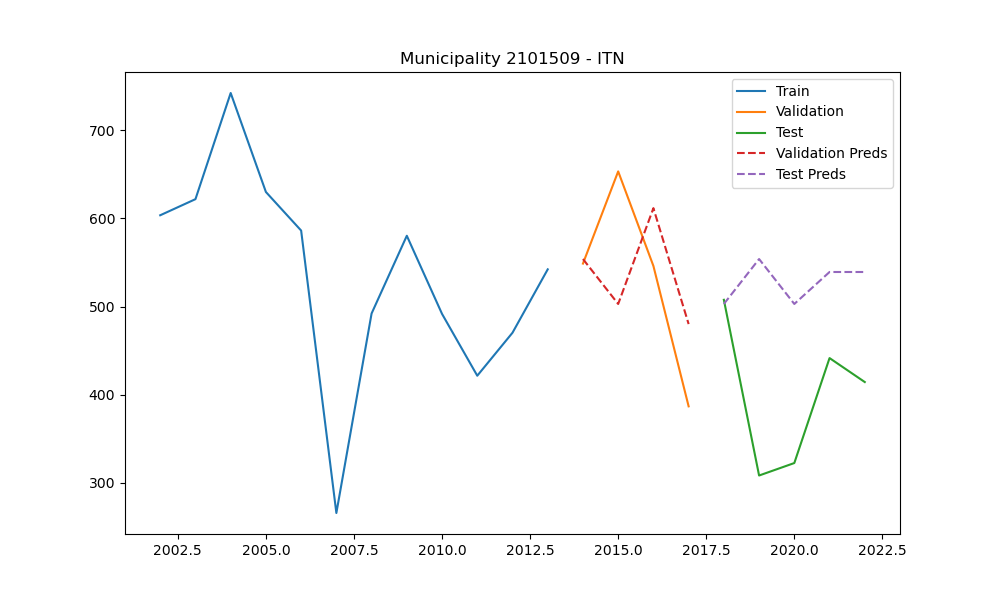 Municipality 2101509 - ITN
Train
Validation
Test
Validation Preds
Test Preds
700
600
500
400
300
2002.5 2005.0 2007.5 2010.0 2012.5 2015.0 2017.5 2020.0 2022.5